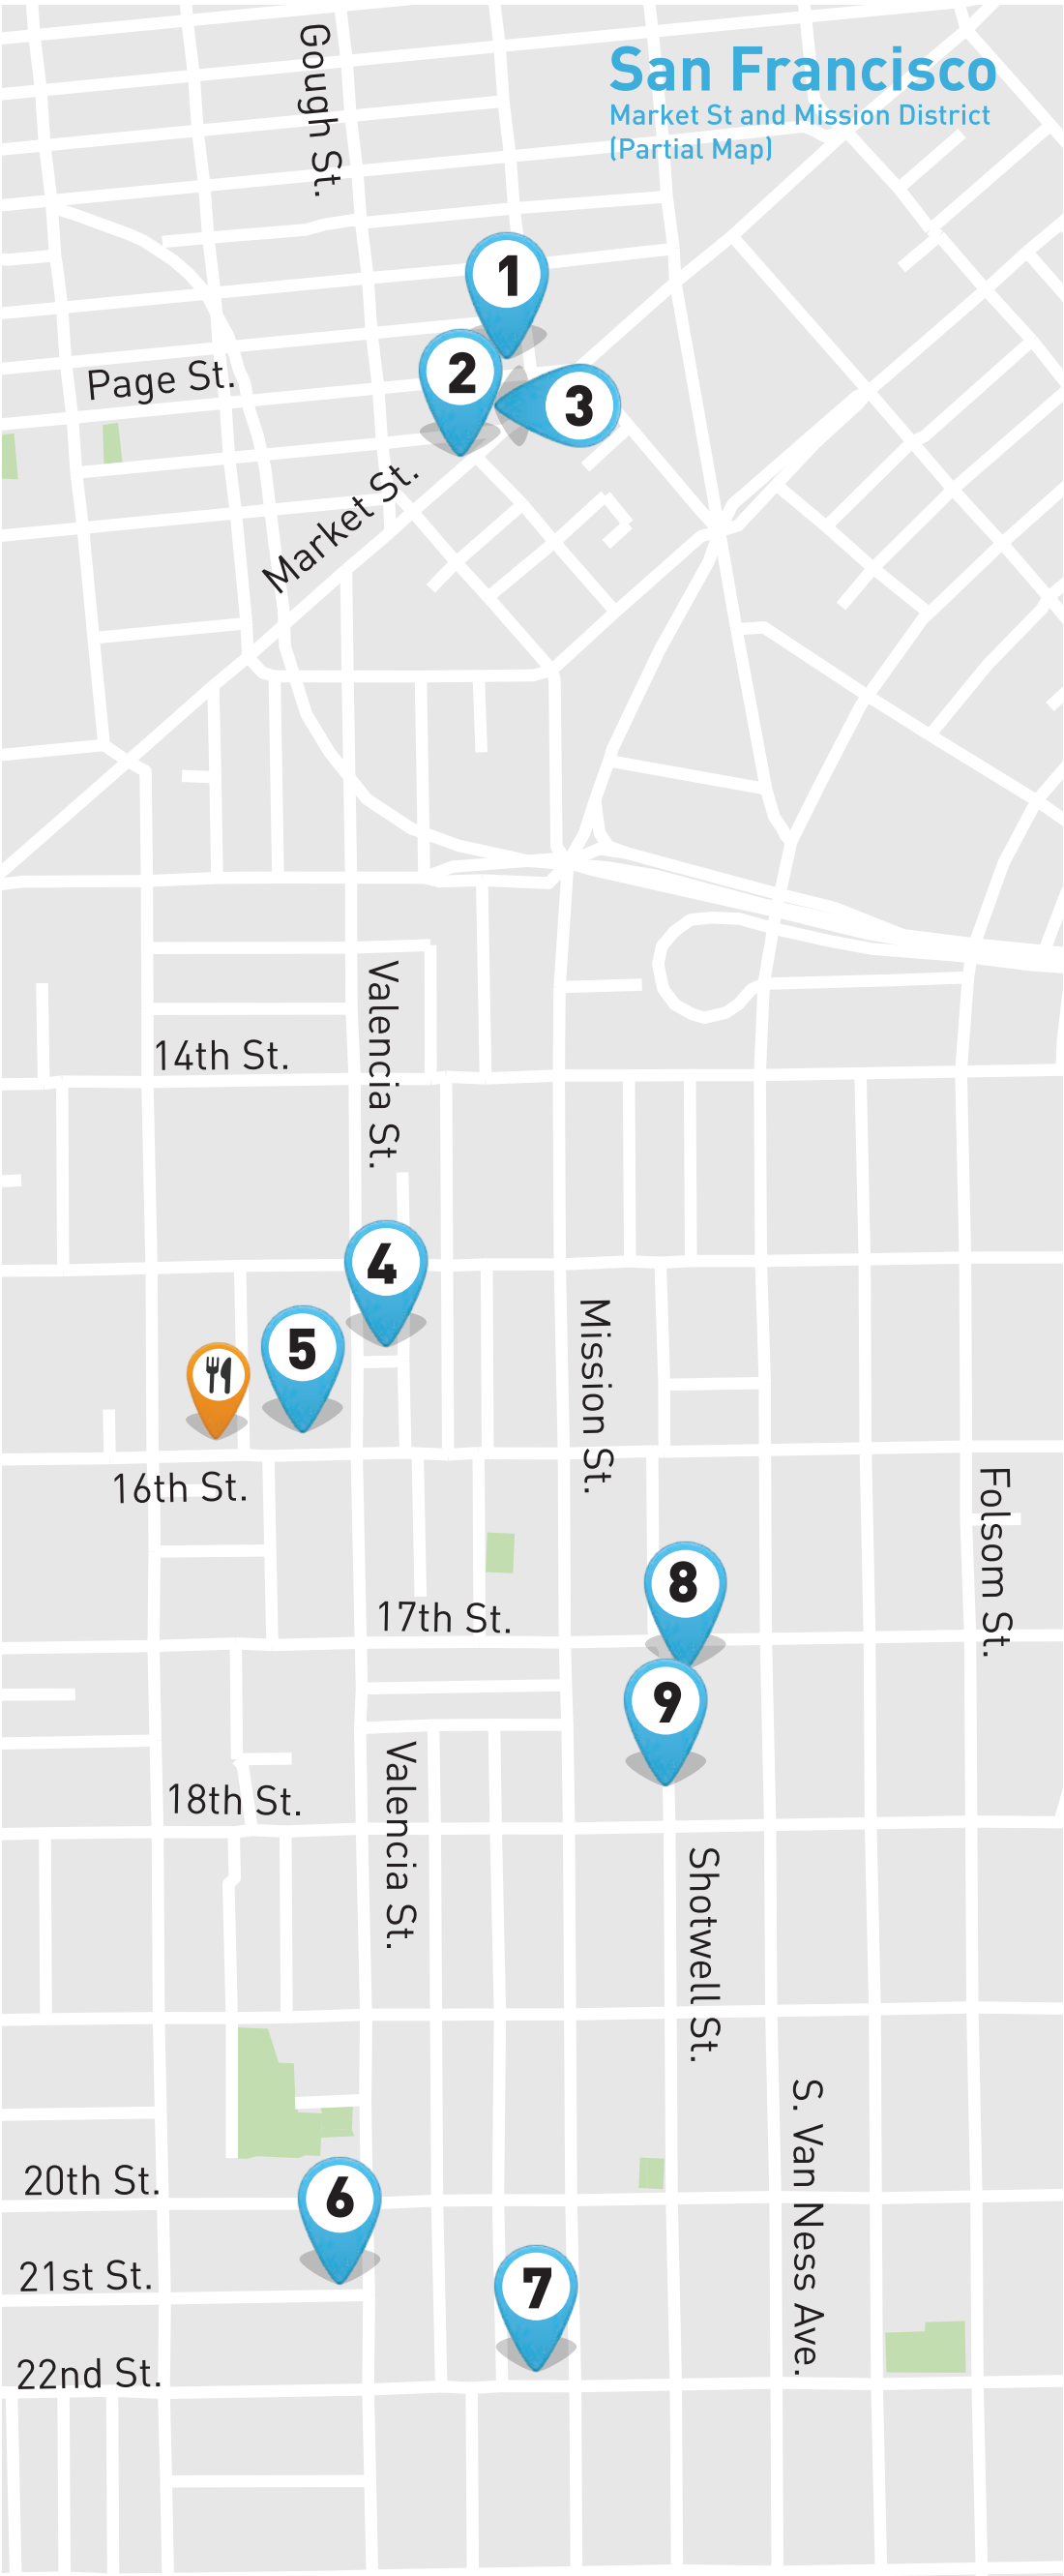 San Francisco
Market St and Mission District
(Partial Map)
Gough St.
1
2
3
Page St.
Market St.
Valencia St.
14th St.
4
5
Mission St.
16th St.
Folsom St.
8
17th St.
9
Valencia St.
18th St.
Shotwell St.
S. Van Ness Ave.
20th St.
6
21st St.
7
22nd St.